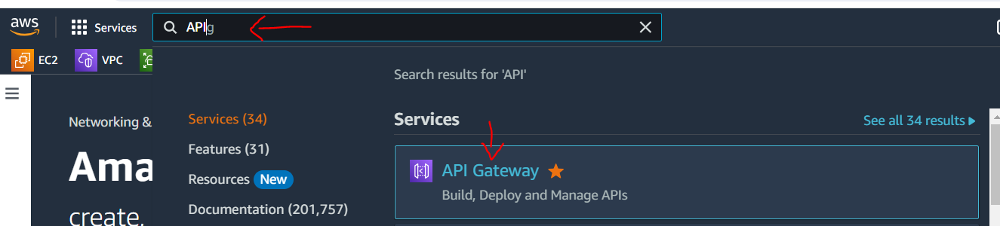 aws
Services
APIg
EC2
VPC
Search results for 'API'
Networking &
Services (34)
Services
See all 34 results
Features (31)
Ama
API Gateway
Resources New
Build, Deploy and Manage APIs
Documentation (201,757)
create,